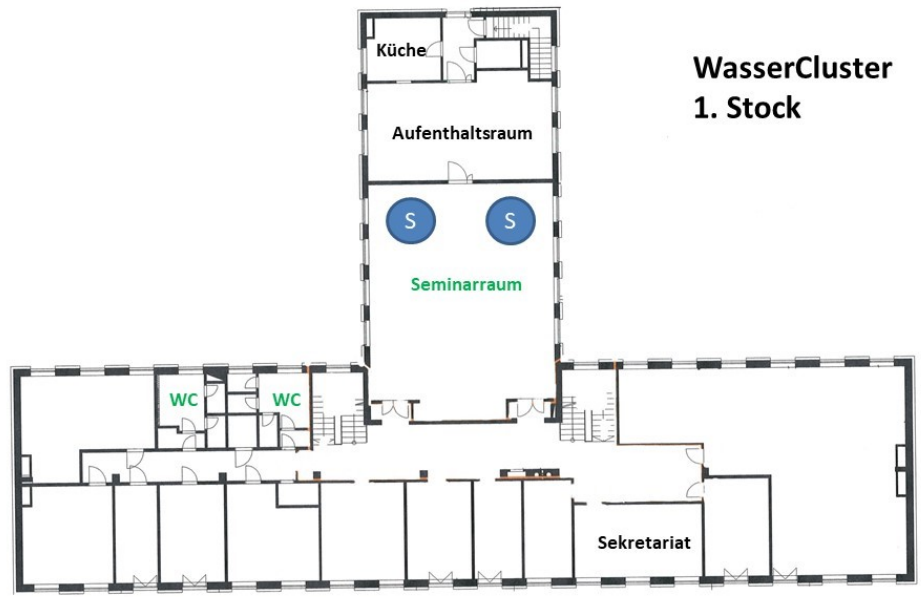 WasserCluster
1. Stock
Küche
Aufenthaltsraum
S S
Seminarraum
WC WC
Sekretariat